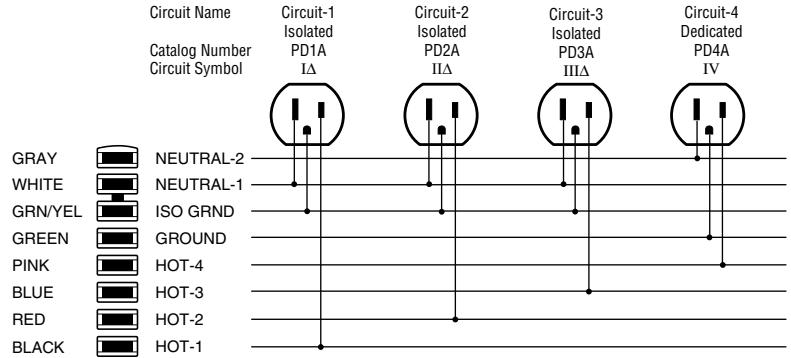 Circuit Name Circuit-1 Circuit-2 Circuit-3 Circuit-4
Isolated Isolated Isolated Dedicated
Catalog Number PD1A PD2A PD3A PD4A
Circuit Symbol IΔ IIΔ IIIΔ IV
GRAY NEUTRAL-2
WHITE NEUTRAL-1
GRN/YEL ISO GRND
GREEN GROUND
PINK HOT-4
BLUE HOT-3
RED HOT-2
BLACK HOT-1